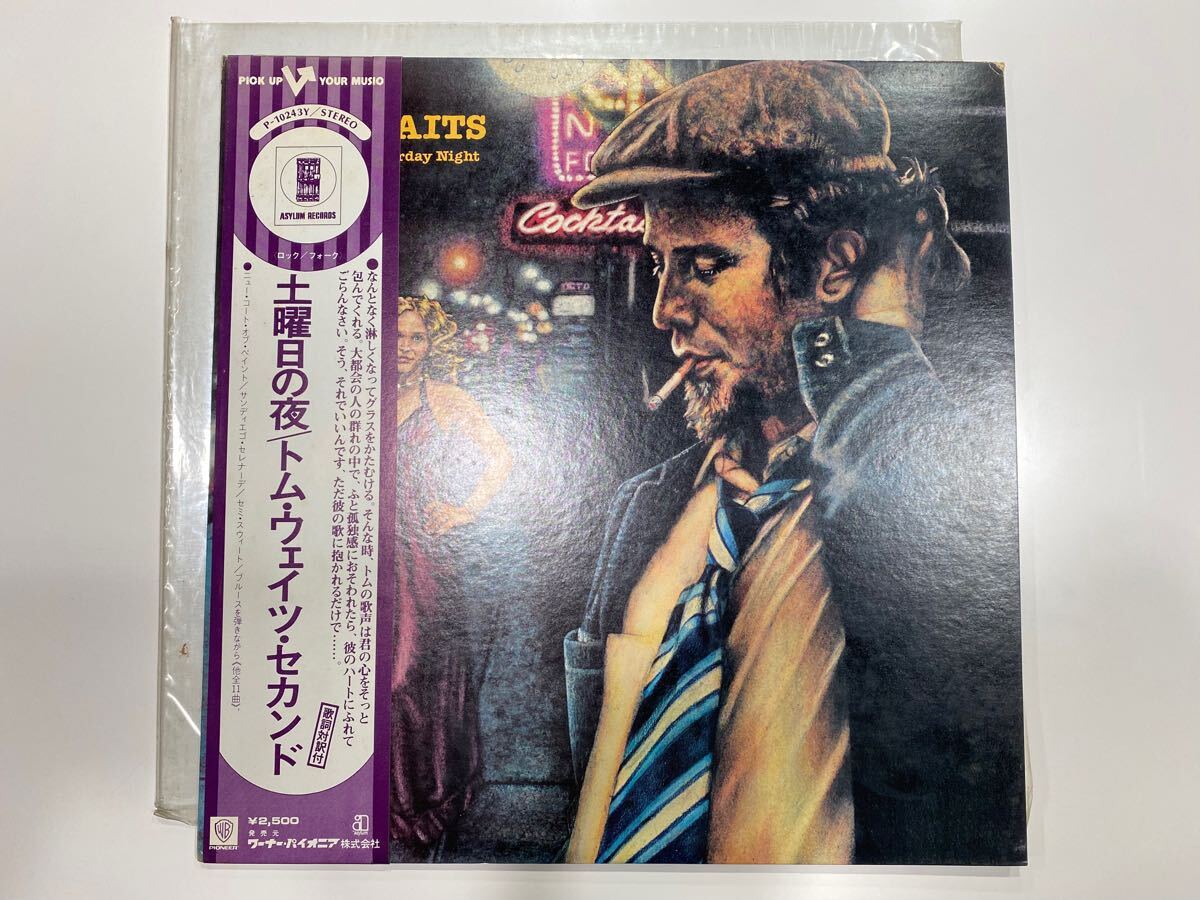 PICK UP YOUR MUSIC
P-10243Y/STEREO
ASYLUM RECORDS
(ロック/フォーク)
●なんとなく淋しくなってグラスをかたむける。そんな時、トムの歌声は君の心をそっと
包んでくれる。大都会の人の群れの中で、ふと孤独感におそわれたら、彼のハートにふれて
ごらんなさい。そう、それでいいんです、ただ彼の歌に抱かれるだけで……。
歌詞対訳付
土曜日の夜/トム・ウェイツ・セカンド
●ニュー・コート・オブ・ペイント/サンディエゴ・セレナーデ/セミ・スウィート/ブルースを弾きながら《他全11曲》
¥2,500
発売元
ワーナー・パイオニア株式会社
WB
PIONEER
asylum
AITS
rday Night
N
FO
Cockta